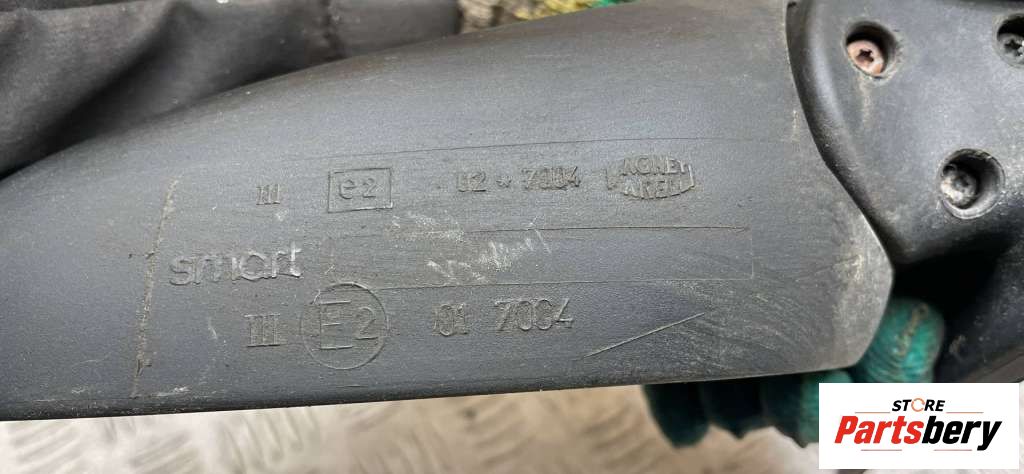 III e2 02 * 7004 MAGNETI MARELLI
smart
III E2 01 7004
STORE
Partsbery